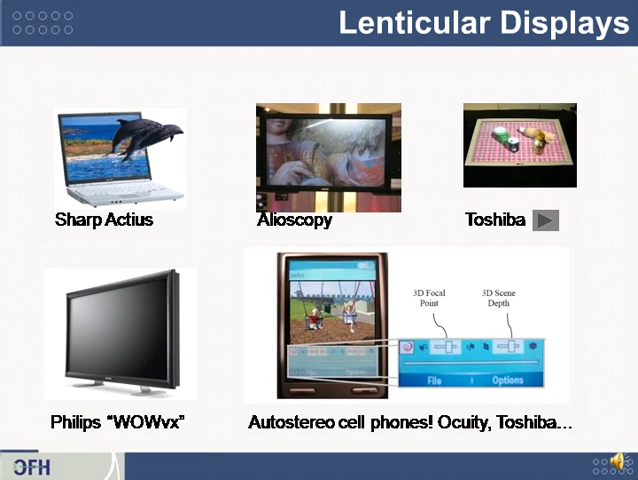 Lenticular Displays
Sharp Actius
Alioscopy
Toshiba
3D Focal
Point
3D Scene
Depth
File
Options
Philips “WOWvx”
Autostereo cell phones! Ocuity, Toshiba...